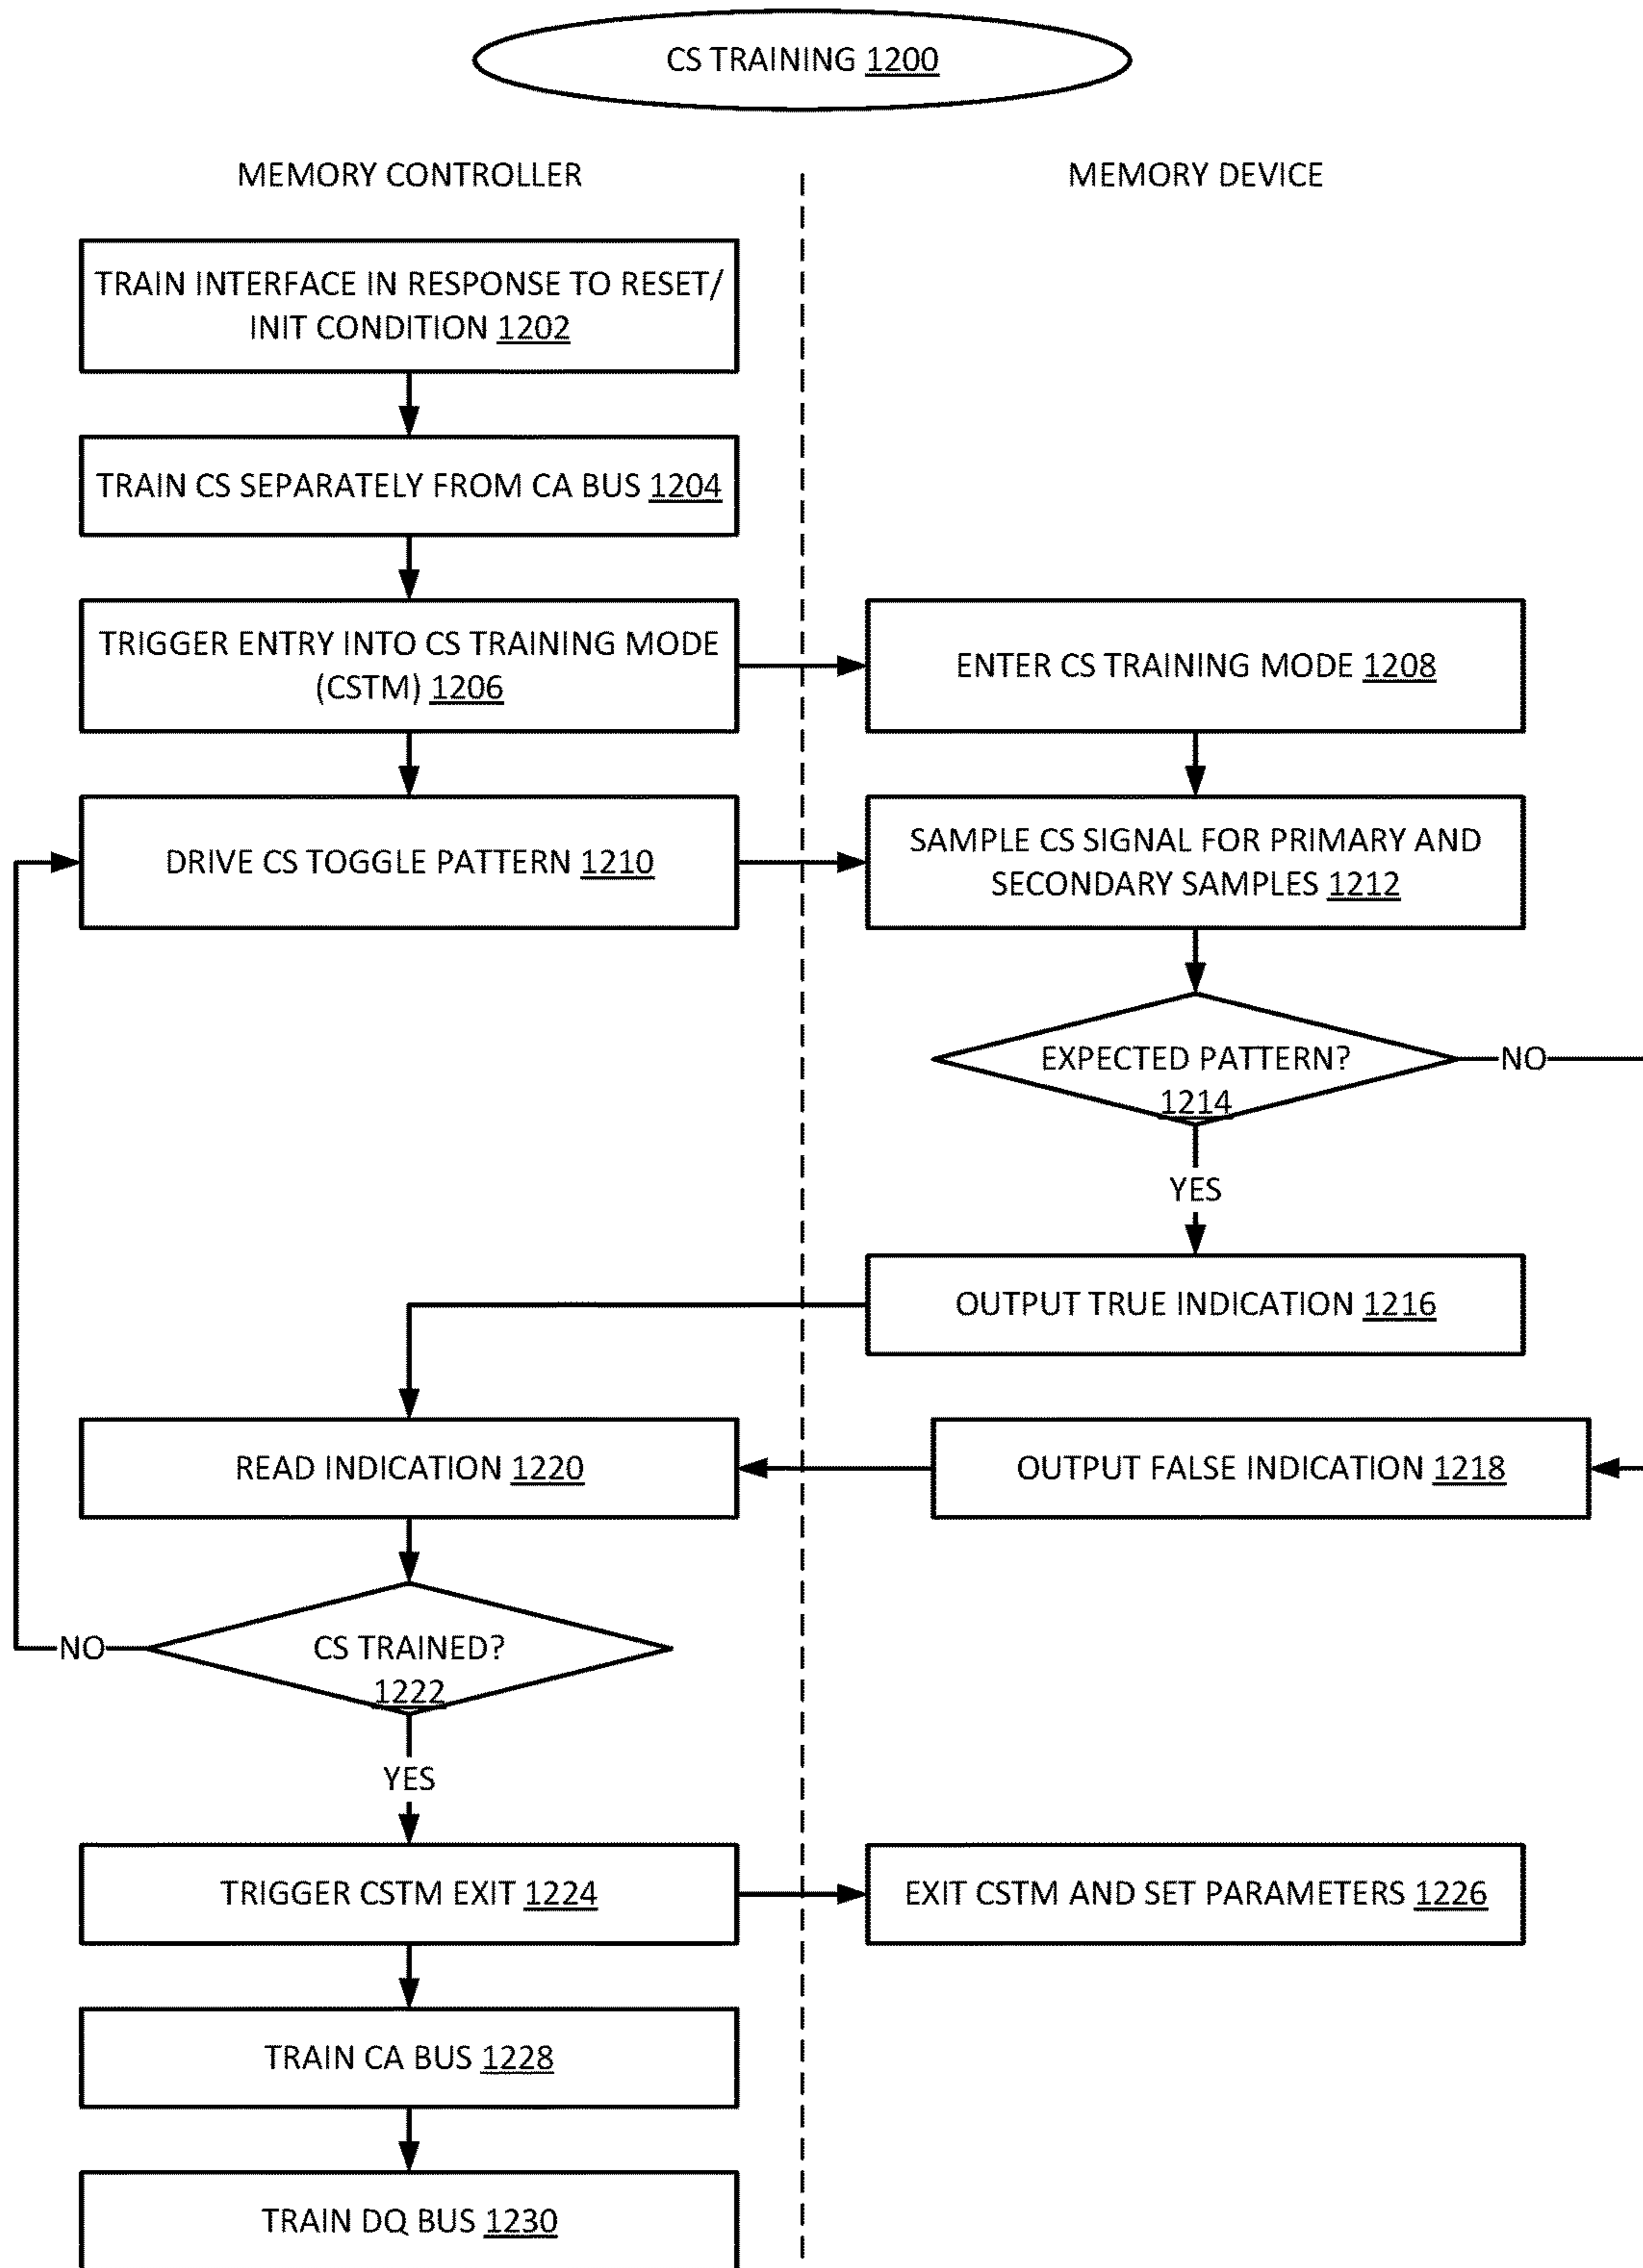 CS TRAINING 1200
MEMORY CONTROLLER
MEMORY DEVICE
TRAIN INTERFACE IN RESPONSE TO RESET/
INIT CONDITION 1202
TRAIN CS SEPARATELY FROM CA BUS 1204
TRIGGER ENTRY INTO CS TRAINING MODE
(CSTM) 1206
ENTER CS TRAINING MODE 1208
DRIVE CS TOGGLE PATTERN 1210
SAMPLE CS SIGNAL FOR PRIMARY AND
SECONDARY SAMPLES 1212
EXPECTED PATTERN?
1214
NO
YES
OUTPUT TRUE INDICATION 1216
READ INDICATION 1220
OUTPUT FALSE INDICATION 1218
CS TRAINED?
1222
NO
YES
TRIGGER CSTM EXIT 1224
EXIT CSTM AND SET PARAMETERS 1226
TRAIN CA BUS 1228
TRAIN DQ BUS 1230